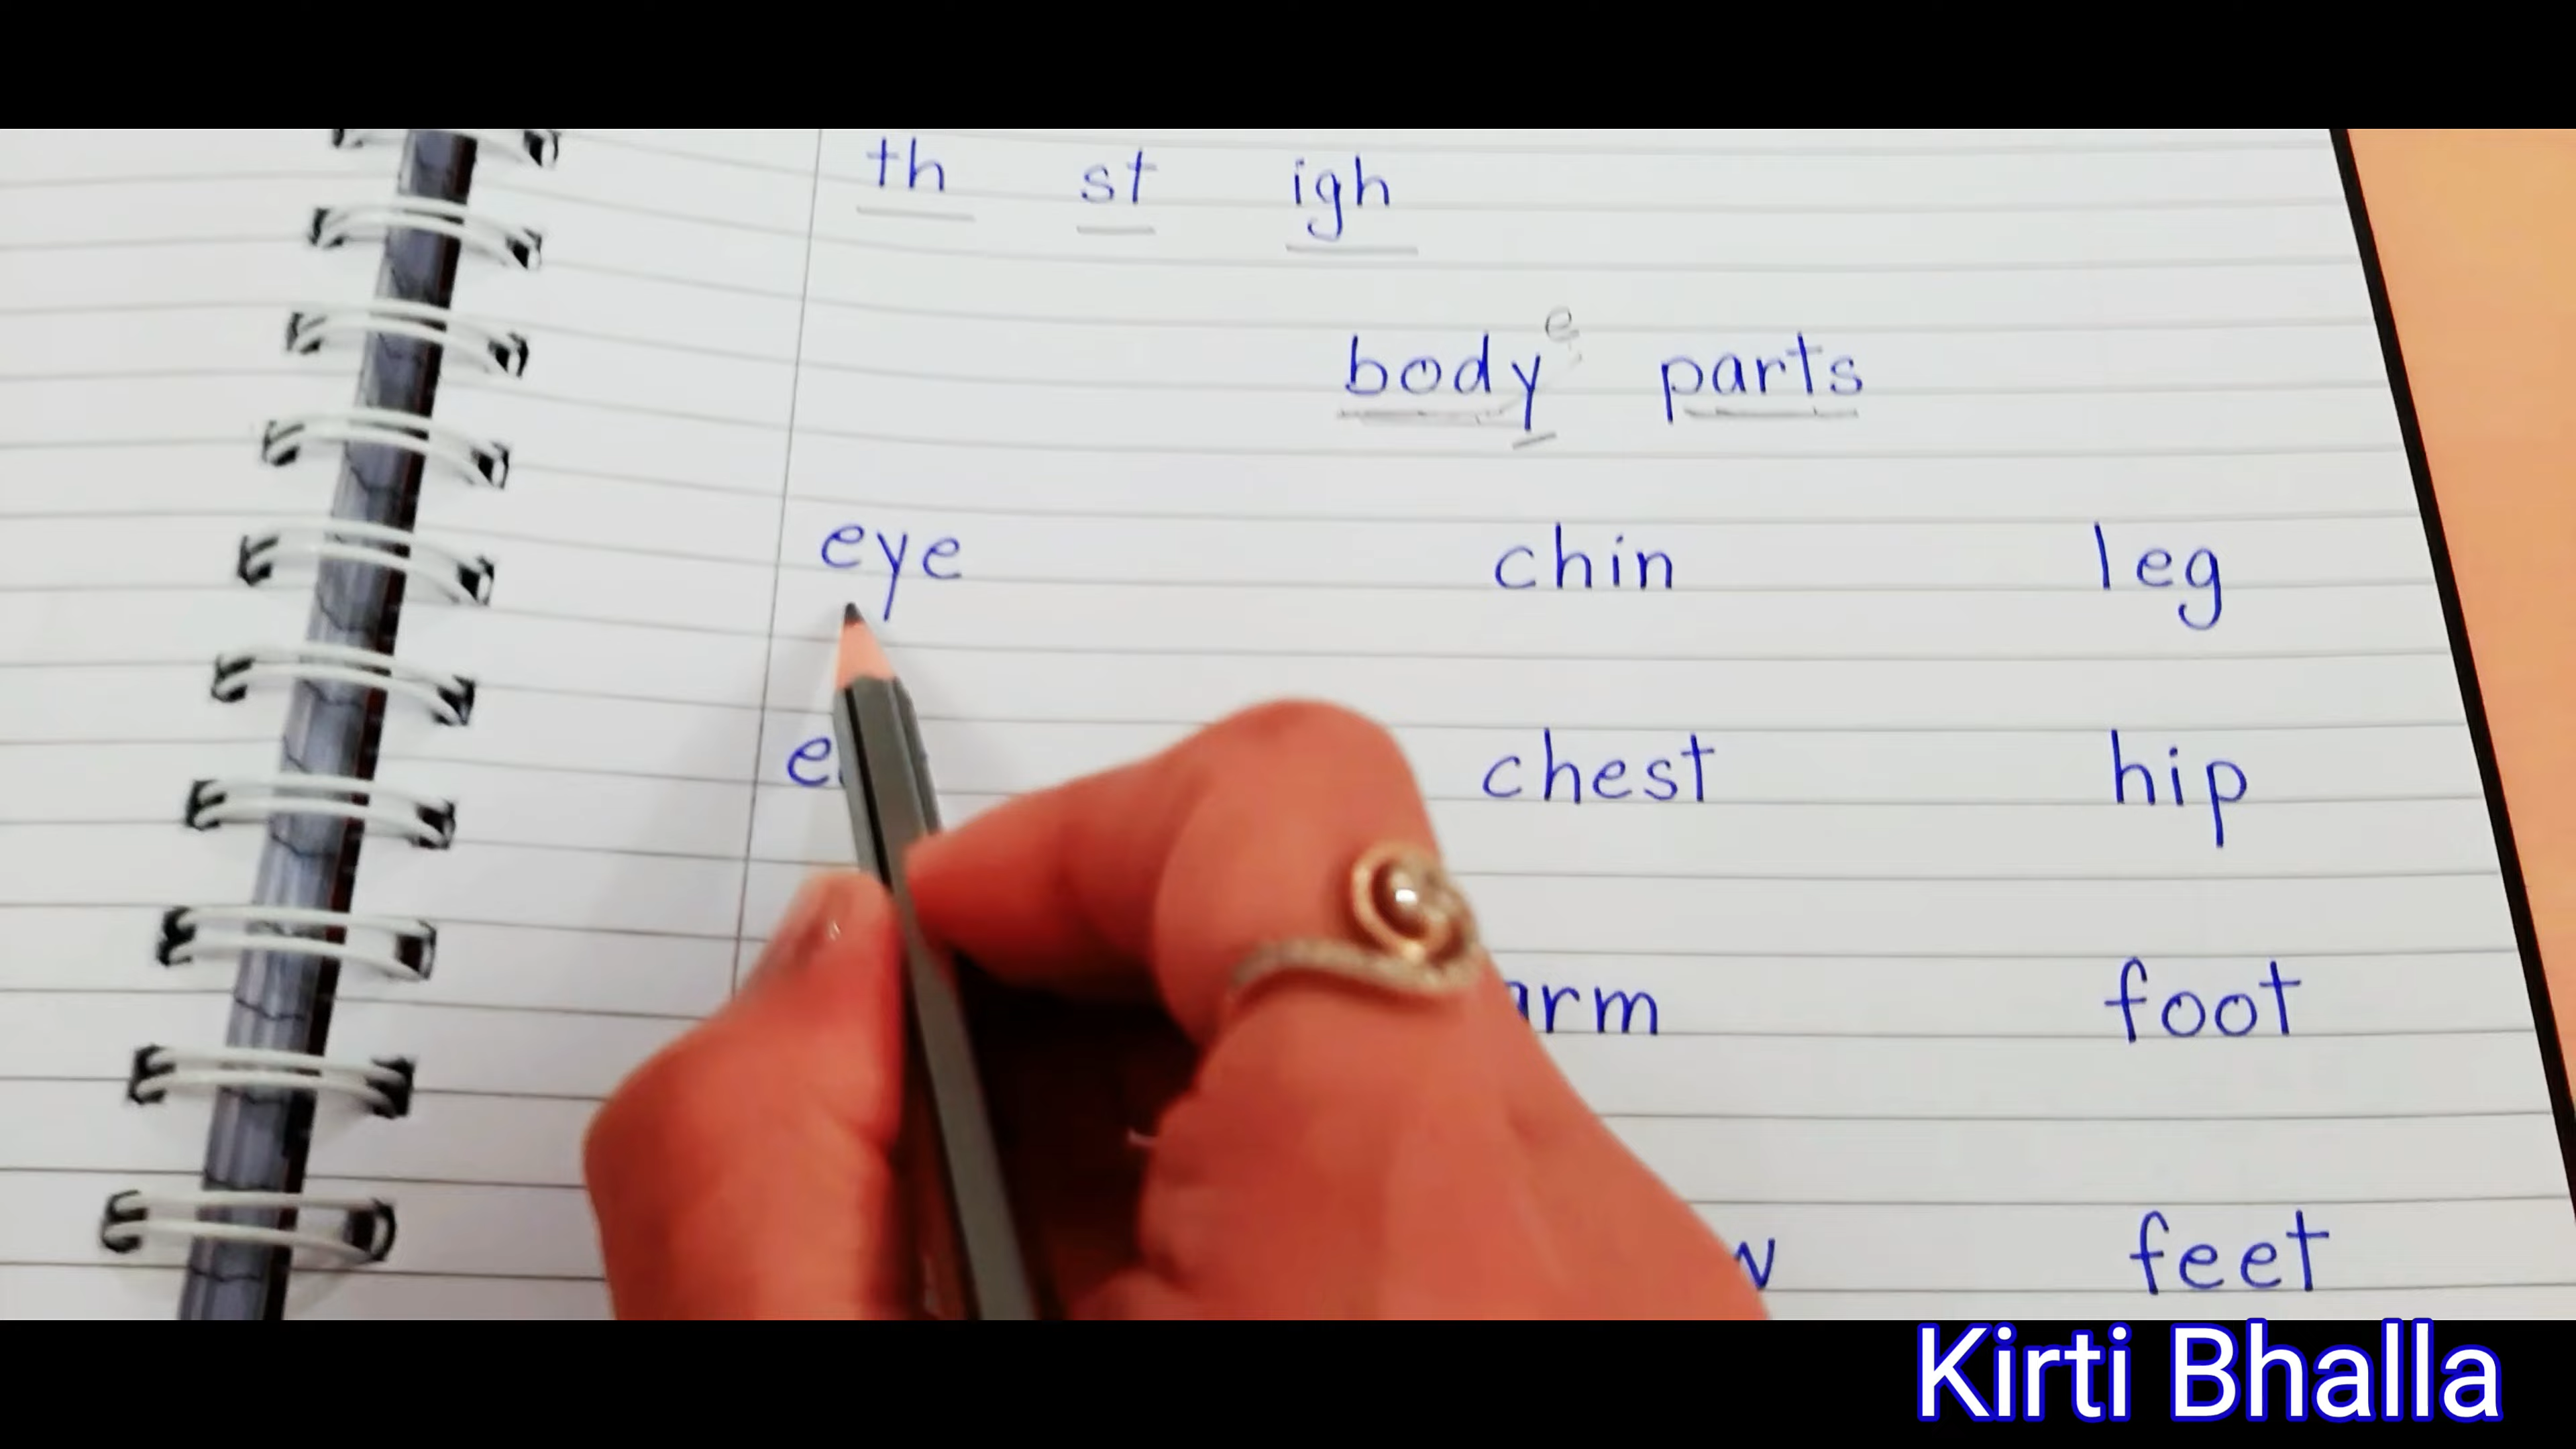 th st igh
e
body parts
eye chin leg
chest hip
foot
feet
Kirti Bhalla